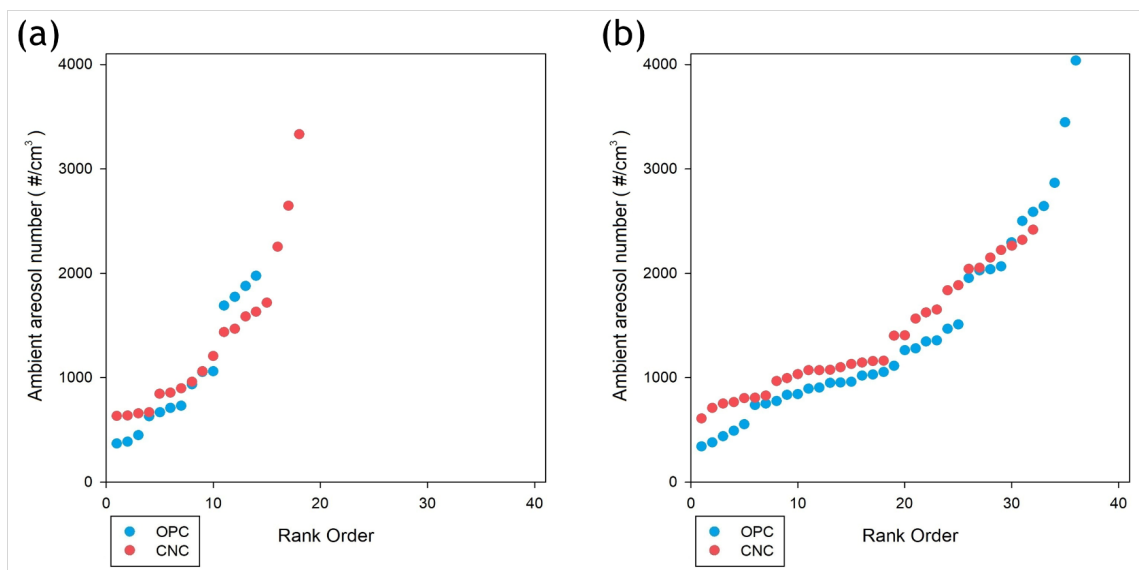 (a)
Ambient areosol number ( #/cm³ )
4000
3000
2000
1000
0
0 10 20 30 40
Rank Order
OPC
CNC
(b)
Ambient areosol number ( #/cm³ )
4000
3000
2000
1000
0
0 10 20 30 40
Rank Order
OPC
CNC